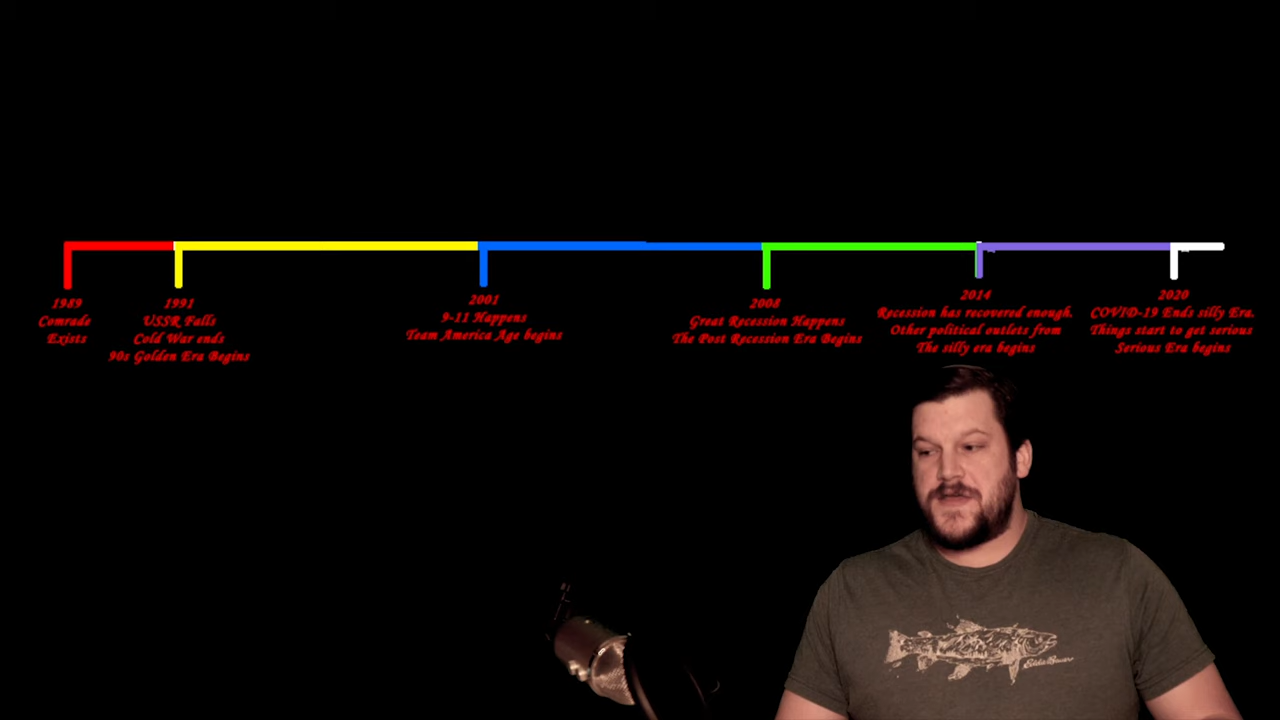 1989
Comrade
Exists
1991
USSR Falls
Cold War ends
90s Golden Era Begins
2001
9-11 Happens
Team America Age begins
2008
Great Recession Happens
The Post Recession Era Begins
2014
Recession has recovered enough.
Other political outlets from
The silly era begins
2020
COVID-19 Ends silly Era.
Things start to get serious
Serious Era begins
Eddie Bauer